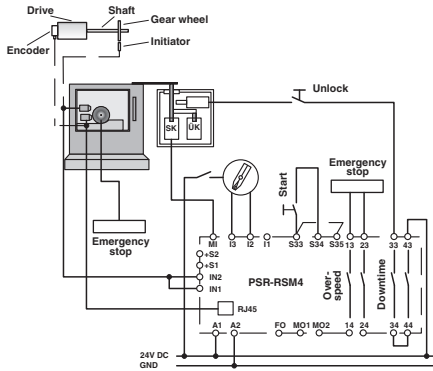 Drive
Shaft
Gear wheel
Encoder
Initiator
Unlock
SK
ÜK
Start
Emergency
stop
Emergency
stop
MI
I3
I2
I1
S33
S34
S35
13
23
33
43
+S2
+S1
IN2
IN1
PSR-RSM4
Over-
speed
Downtime
RJ45
A1
A2
FO
MO1
MO2
14
24
34
44
24V DC
GND